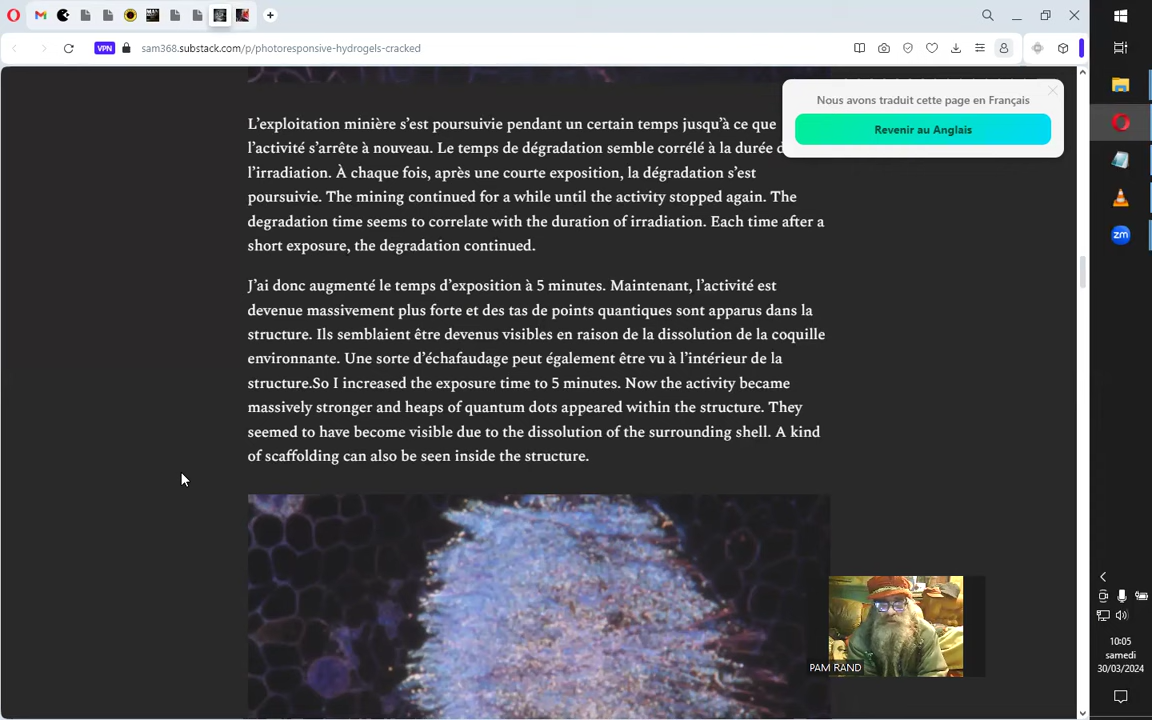 VPN
sam368.substack.com/p/photoresponsive-hydrogels-cracked
Nous avons traduit cette page en Français
Revenir au Anglais
L'exploitation minière s'est poursuivie pendant un certain temps jusqu'à ce que
l'activité s'arrête à nouveau. Le temps de dégradation semble corrélé à la durée
l'irradiation. À chaque fois, après une courte exposition, la dégradation s'est
poursuivie. The mining continued for a while until the activity stopped again. The
degradation time seems to correlate with the duration of irradiation. Each time after a
short exposure, the degradation continued.
J'ai donc augmenté le temps d'exposition à 5 minutes. Maintenant, l'activité est
devenue massivement plus forte et des tas de points quantiques sont apparus dans la
structure. Ils semblaient être devenus visibles en raison de la dissolution de la coquille
environnante. Une sorte d'échafaudage peut également être vu à l'intérieur de la
structure.So I increased the exposure time to 5 minutes. Now the activity became
massively stronger and heaps of quantum dots appeared within the structure. They
seemed to have become visible due to the dissolution of the surrounding shell. A kind
of scaffolding can also be seen inside the structure.
PAM RAND
zm
10:05
samedi
30/03/2024